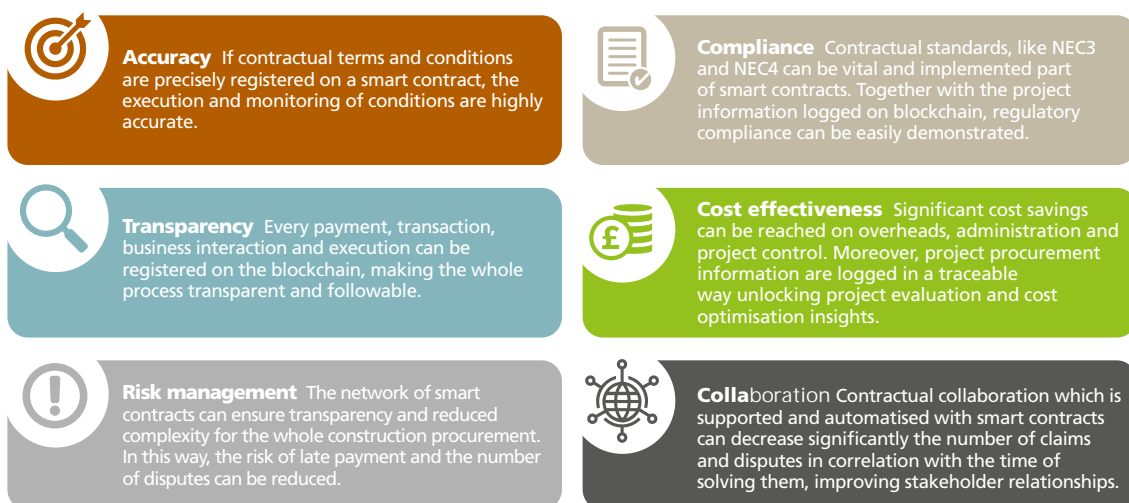 Accuracy If contractual terms and conditions
are precisely registered on a smart contract, the
execution and monitoring of conditions are highly
accurate.
Compliance Contractual standards, like NEC3
and NEC4 can be vital and implemented part
of smart contracts. Together with the project
information logged on blockchain, regulatory
compliance can be easily demonstrated.
Transparency Every payment, transaction,
business interaction and execution can be
registered on the blockchain, making the whole
process transparent and followable.
£
Cost effectiveness Significant cost savings
can be reached on overheads, administration and
project control. Moreover, project procurement
information are logged in a traceable
way unlocking project evaluation and cost
optimisation insights.
Risk management The network of smart
contracts can ensure transparency and reduced
complexity for the whole construction procurement.
In this way, the risk of late payment and the number
of disputes can be reduced.
Collaboration Contractual collaboration which is
supported and automatised with smart contracts
can decrease significantly the number of claims
and disputes in correlation with the time of
solving them, improving stakeholder relationships.